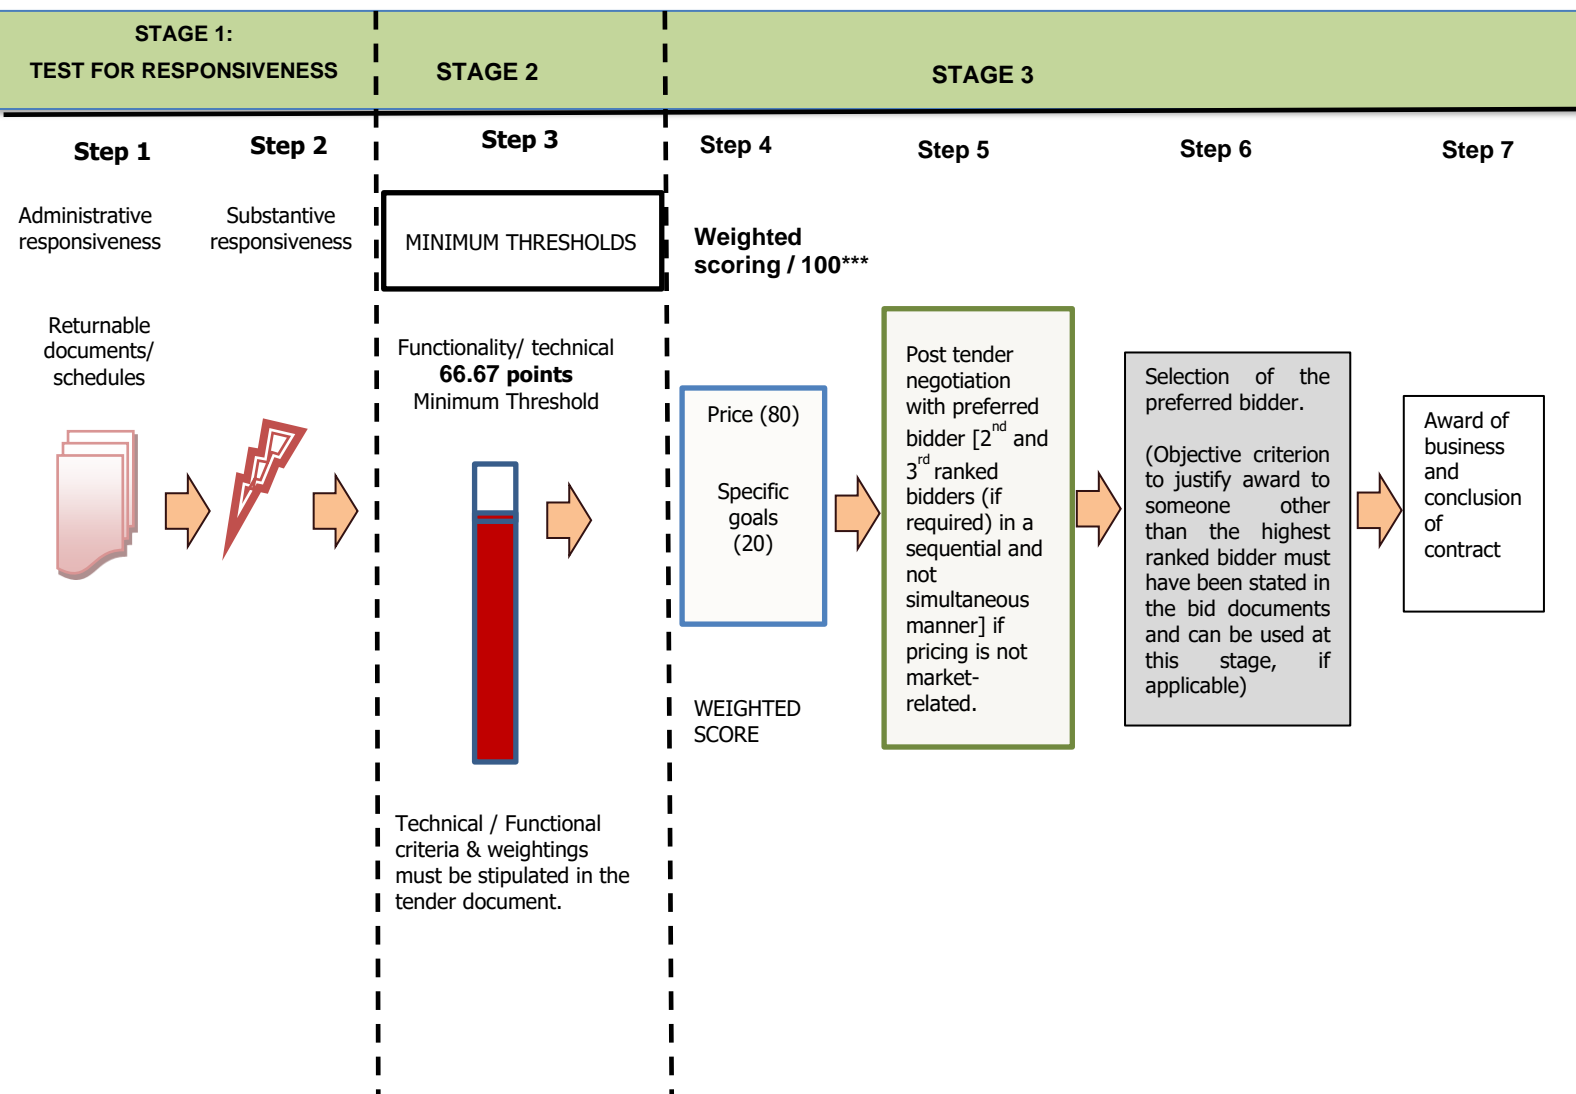 STAGE 1:
TEST FOR RESPONSIVENESS
STAGE 2
STAGE 3
Step 1
Step 2
Step 3
Step 4
Step 5
Step 6
Step 7
Administrative
responsiveness
Substantive
responsiveness
MINIMUM THRESHOLDS
Weighted
scoring / 100***
Returnable
documents/
schedules
Functionality/ technical
66.67 points
Minimum Threshold
Technical / Functional
criteria & weightings
must be stipulated in the
tender document.
Price (80)
Specific
goals
(20)
WEIGHTED
SCORE
Post tender
negotiation
with preferred
bidder [2nd and
3rd ranked
bidders (if
required) in a
sequential and
not
simultaneous
manner] if
pricing is not
market-
related.
Selection of the
preferred bidder.
(Objective criterion
to justify award to
someone other
than the highest
ranked bidder must
have been stated in
the bid documents
and can be used at
this stage, if
applicable)
Award of
business
and
conclusion
of
contract